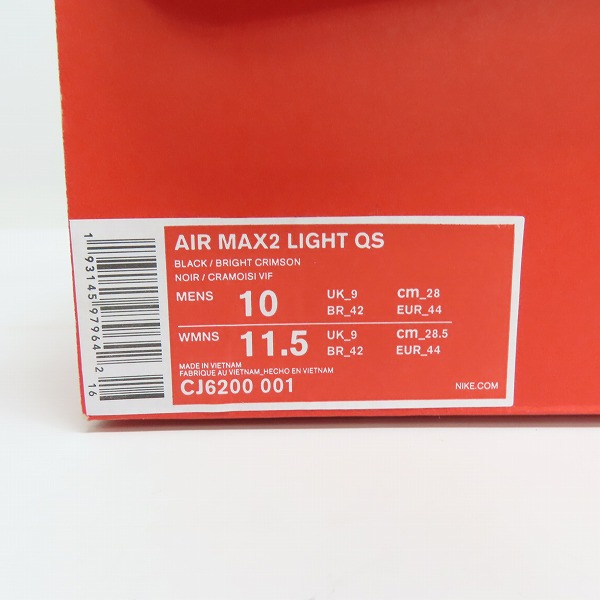 AIR MAX2 LIGHT QS
BLACK / BRIGHT CRIMSON
NOIR / CRAMOISI VIF
MENS 10 UK_9 cm_28
BR_42 EUR_44
WMNS 11.5 UK_9 cm_28.5
BR_42 EUR_44
MADE IN VIETNAM
FABRIQUE AU VIETNAM_HECHO EN VIETNAM
CJ6200 001
NIKE.COM
1 93145 97964 2 16